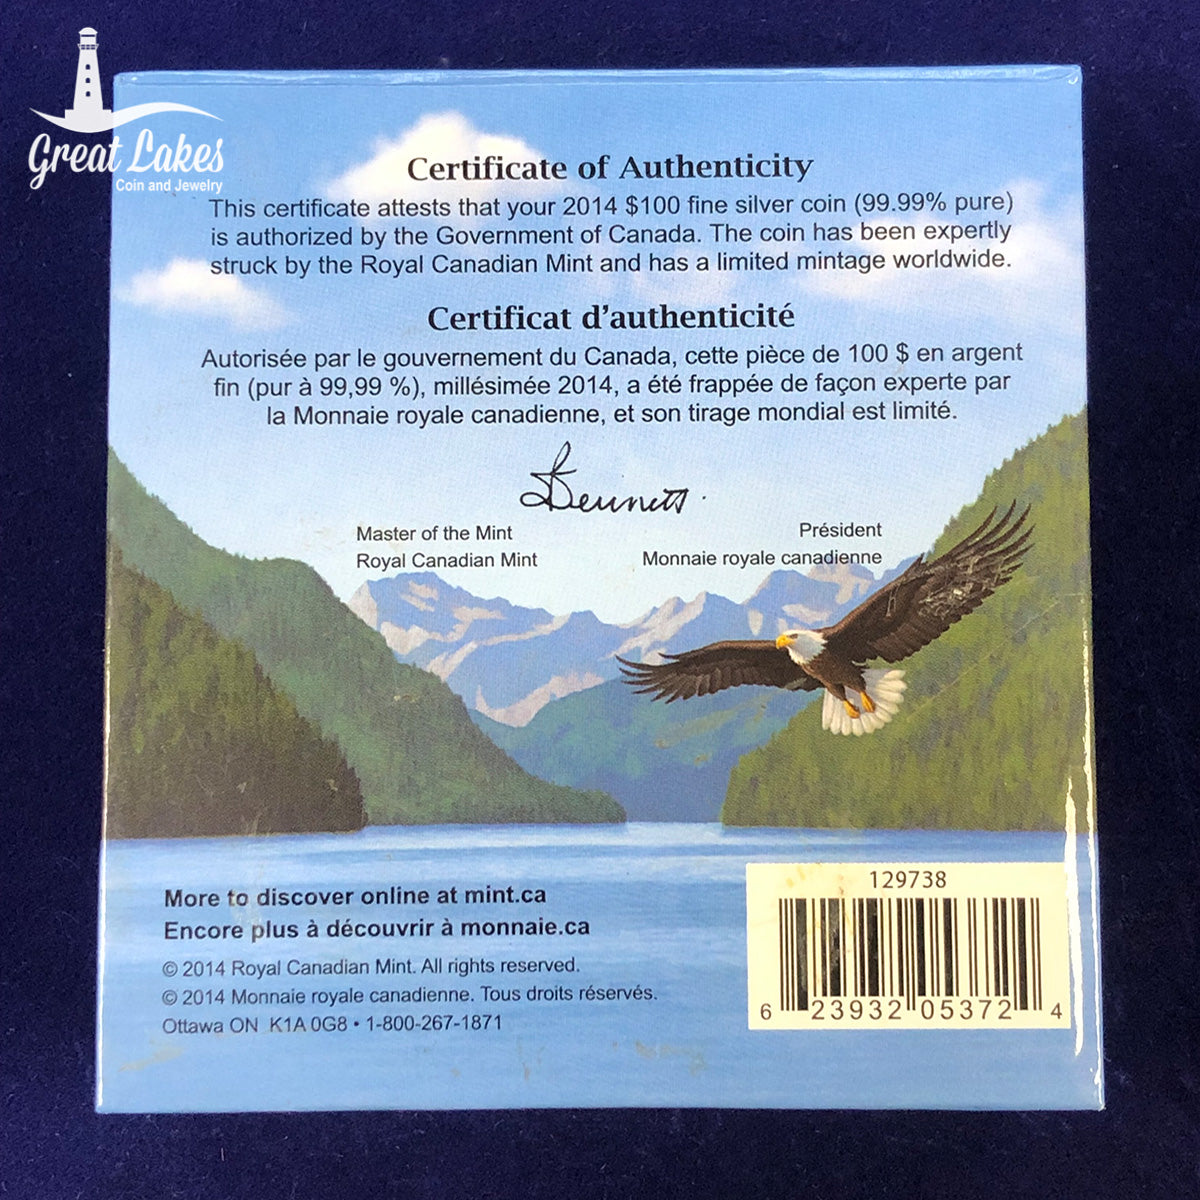 Great Lakes
Coin and Jewelry
Certificate of Authenticity
This certificate attests that your 2014 $100 fine silver coin (99.99% pure)
is authorized by the Government of Canada. The coin has been expertly
struck by the Royal Canadian Mint and has a limited mintage worldwide.
Certificat d'authenticité
Autorisée par le gouvernement du Canada, cette pièce de 100 $ en argent
fin (pur à 99,99 %), millésimée 2014, a été frappée de façon experte par
la Monnaie royale canadienne, et son tirage mondial est limité.
Bennett
Master of the Mint
Royal Canadian Mint
Président
Monnaie royale canadienne
More to discover online at mint.ca
Encore plus à découvrir à monnaie.ca
© 2014 Royal Canadian Mint. All rights reserved.
© 2014 Monnaie royale canadienne. Tous droits réservés.
Ottawa ON K1A 0G8 • 1-800-267-1871
129738
6 23932 05372 4